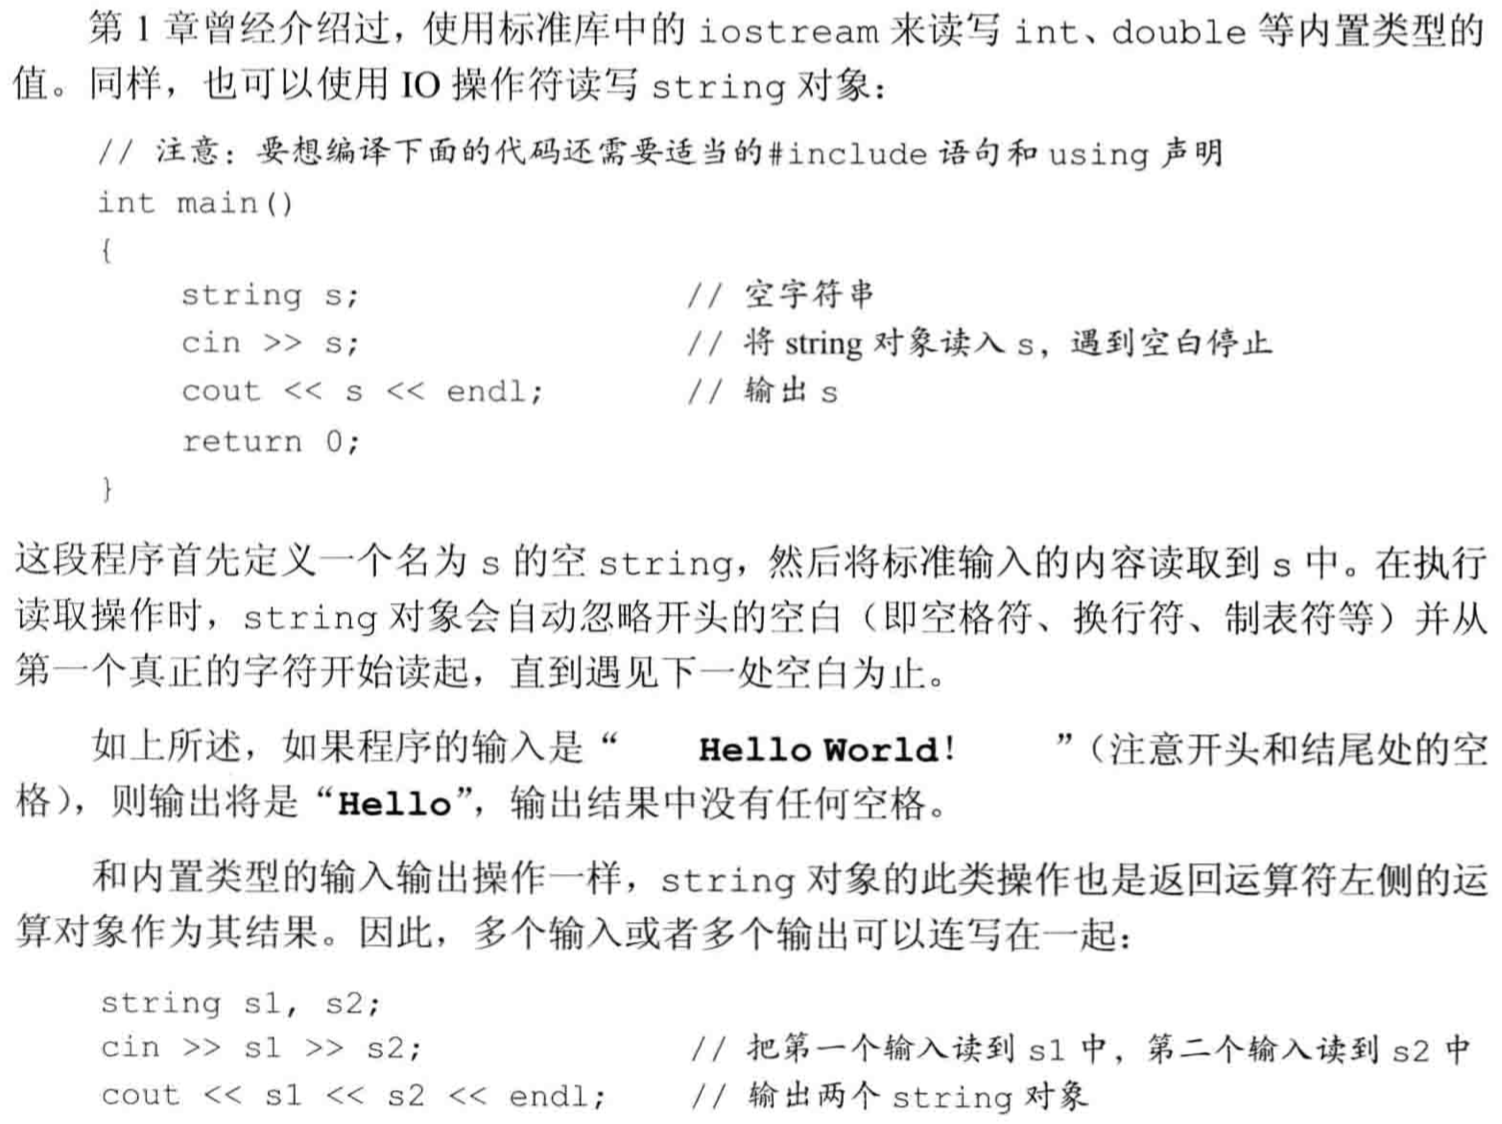 第 1 章曾经介绍过，使用标准库中的 iostream 来读写 int、double 等内置类型的
值。同样，也可以使用 IO 操作符读写 string 对象：
// 注意：要想编译下面的代码还需要适当的#include 语句和 using 声明
int main()
{
    string s;                // 空字符串
    cin >> s;                // 将 string 对象读入 s，遇到空白停止
    cout << s << endl;       // 输出 s
    return 0;
}
这段程序首先定义一个名为 s 的空 string，然后将标准输入的内容读取到 s 中。在执行
读取操作时，string 对象会自动忽略开头的空白（即空格符、换行符、制表符等）并从
第一个真正的字符开始读起，直到遇见下一处空白为止。
如上所述，如果程序的输入是“    Hello World!    ”（注意开头和结尾处的空
格），则输出将是“Hello”，输出结果中没有任何空格。
和内置类型的输入输出操作一样，string 对象的此类操作也是返回运算符左侧的运
算对象作为其结果。因此，多个输入或者多个输出可以连写在一起：
string s1, s2;
cin >> s1 >> s2;             // 把第一个输入读到 s1 中，第二个输入读到 s2 中
cout << s1 << s2 << endl;    // 输出两个 string 对象